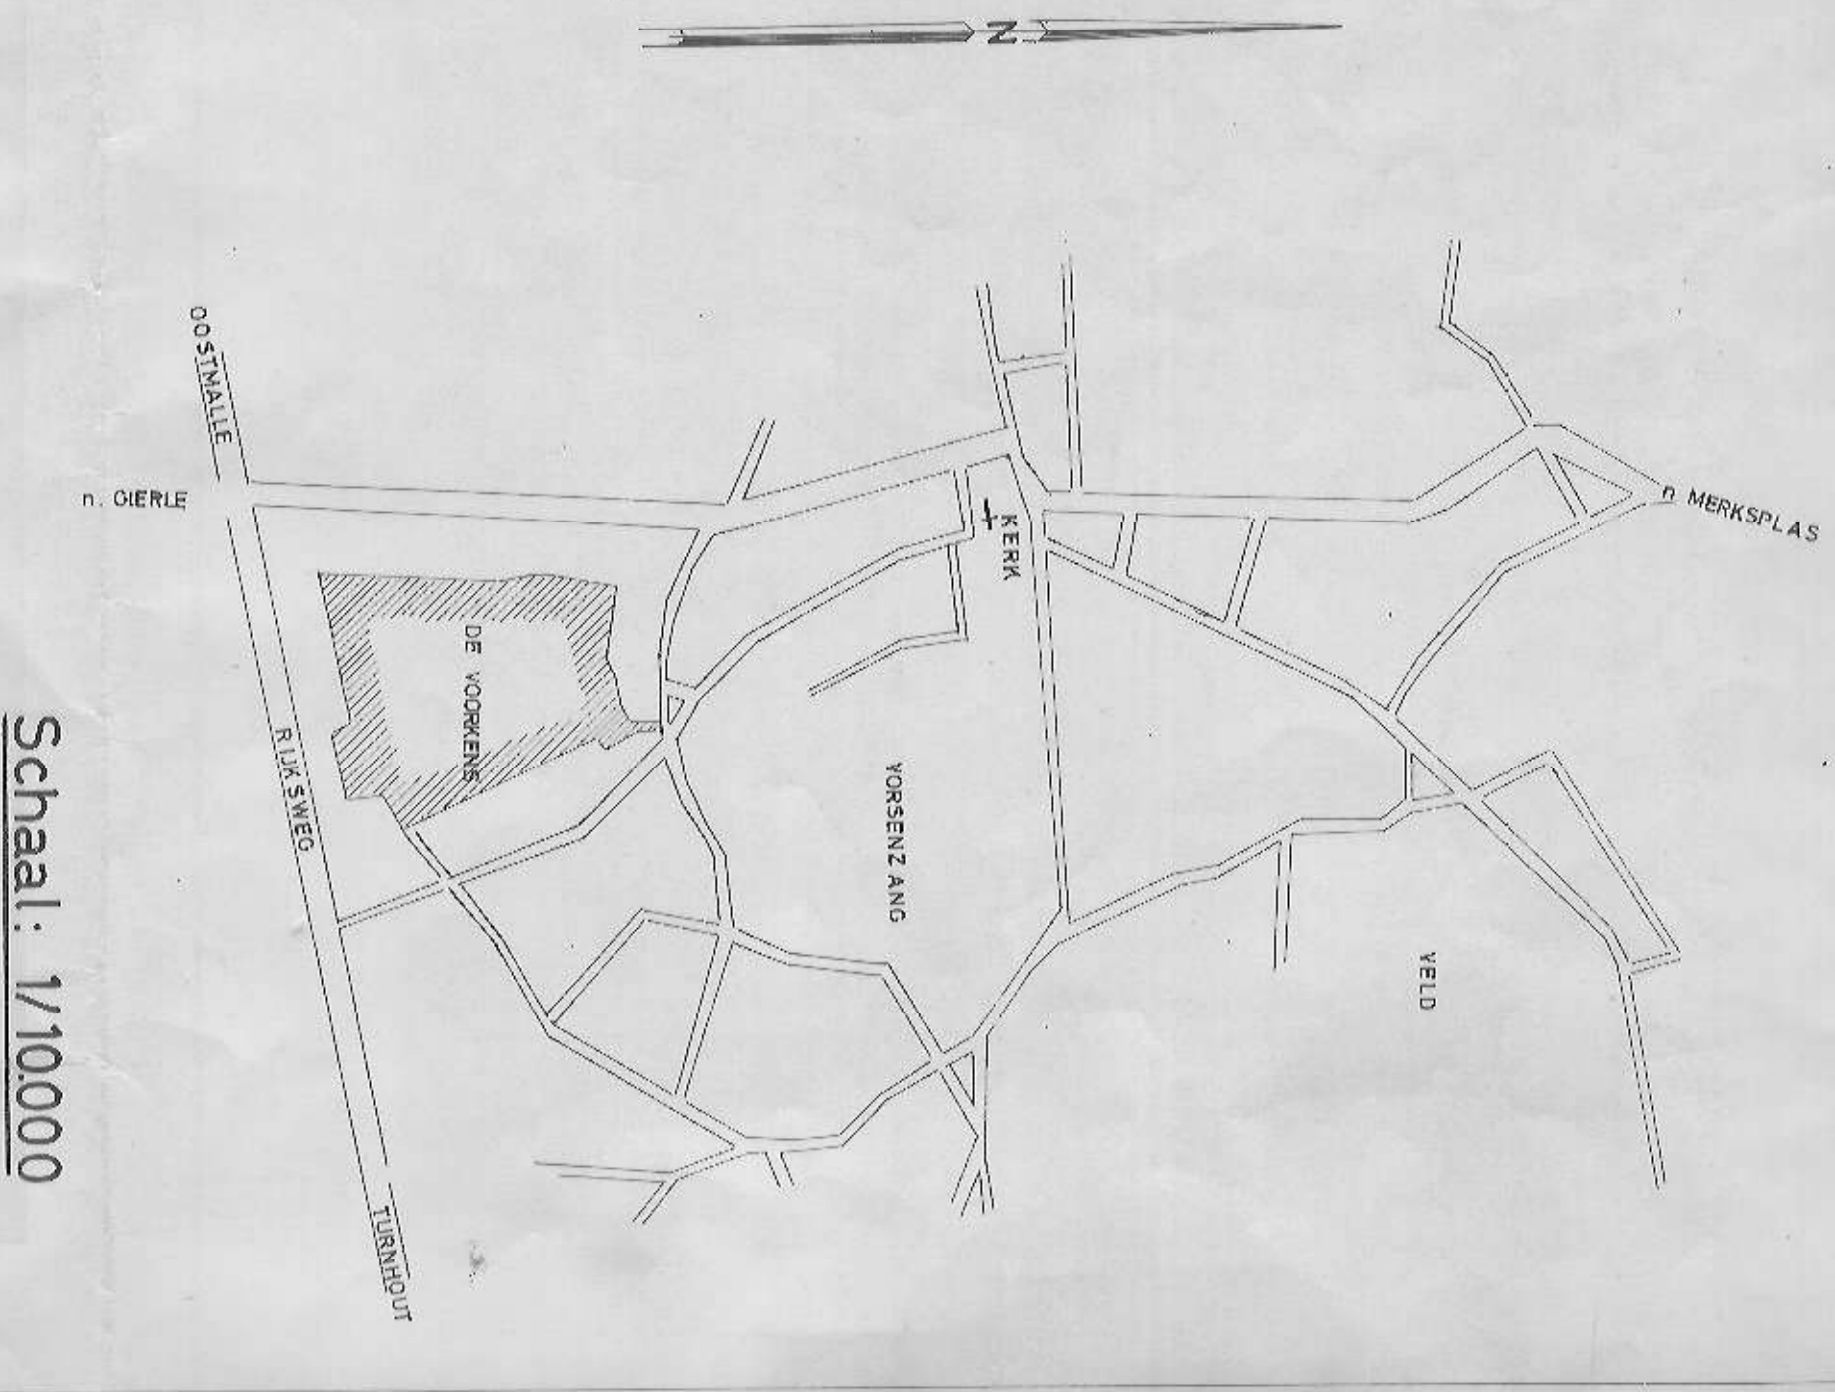 N
OOSTMALLE
n. GIERLE
n MERKSPLAS
KERK
DE VOORKENS
RIJKSWEG
VORSENZANG
VELD
TURNHOUT
Schaal: 1/10.000